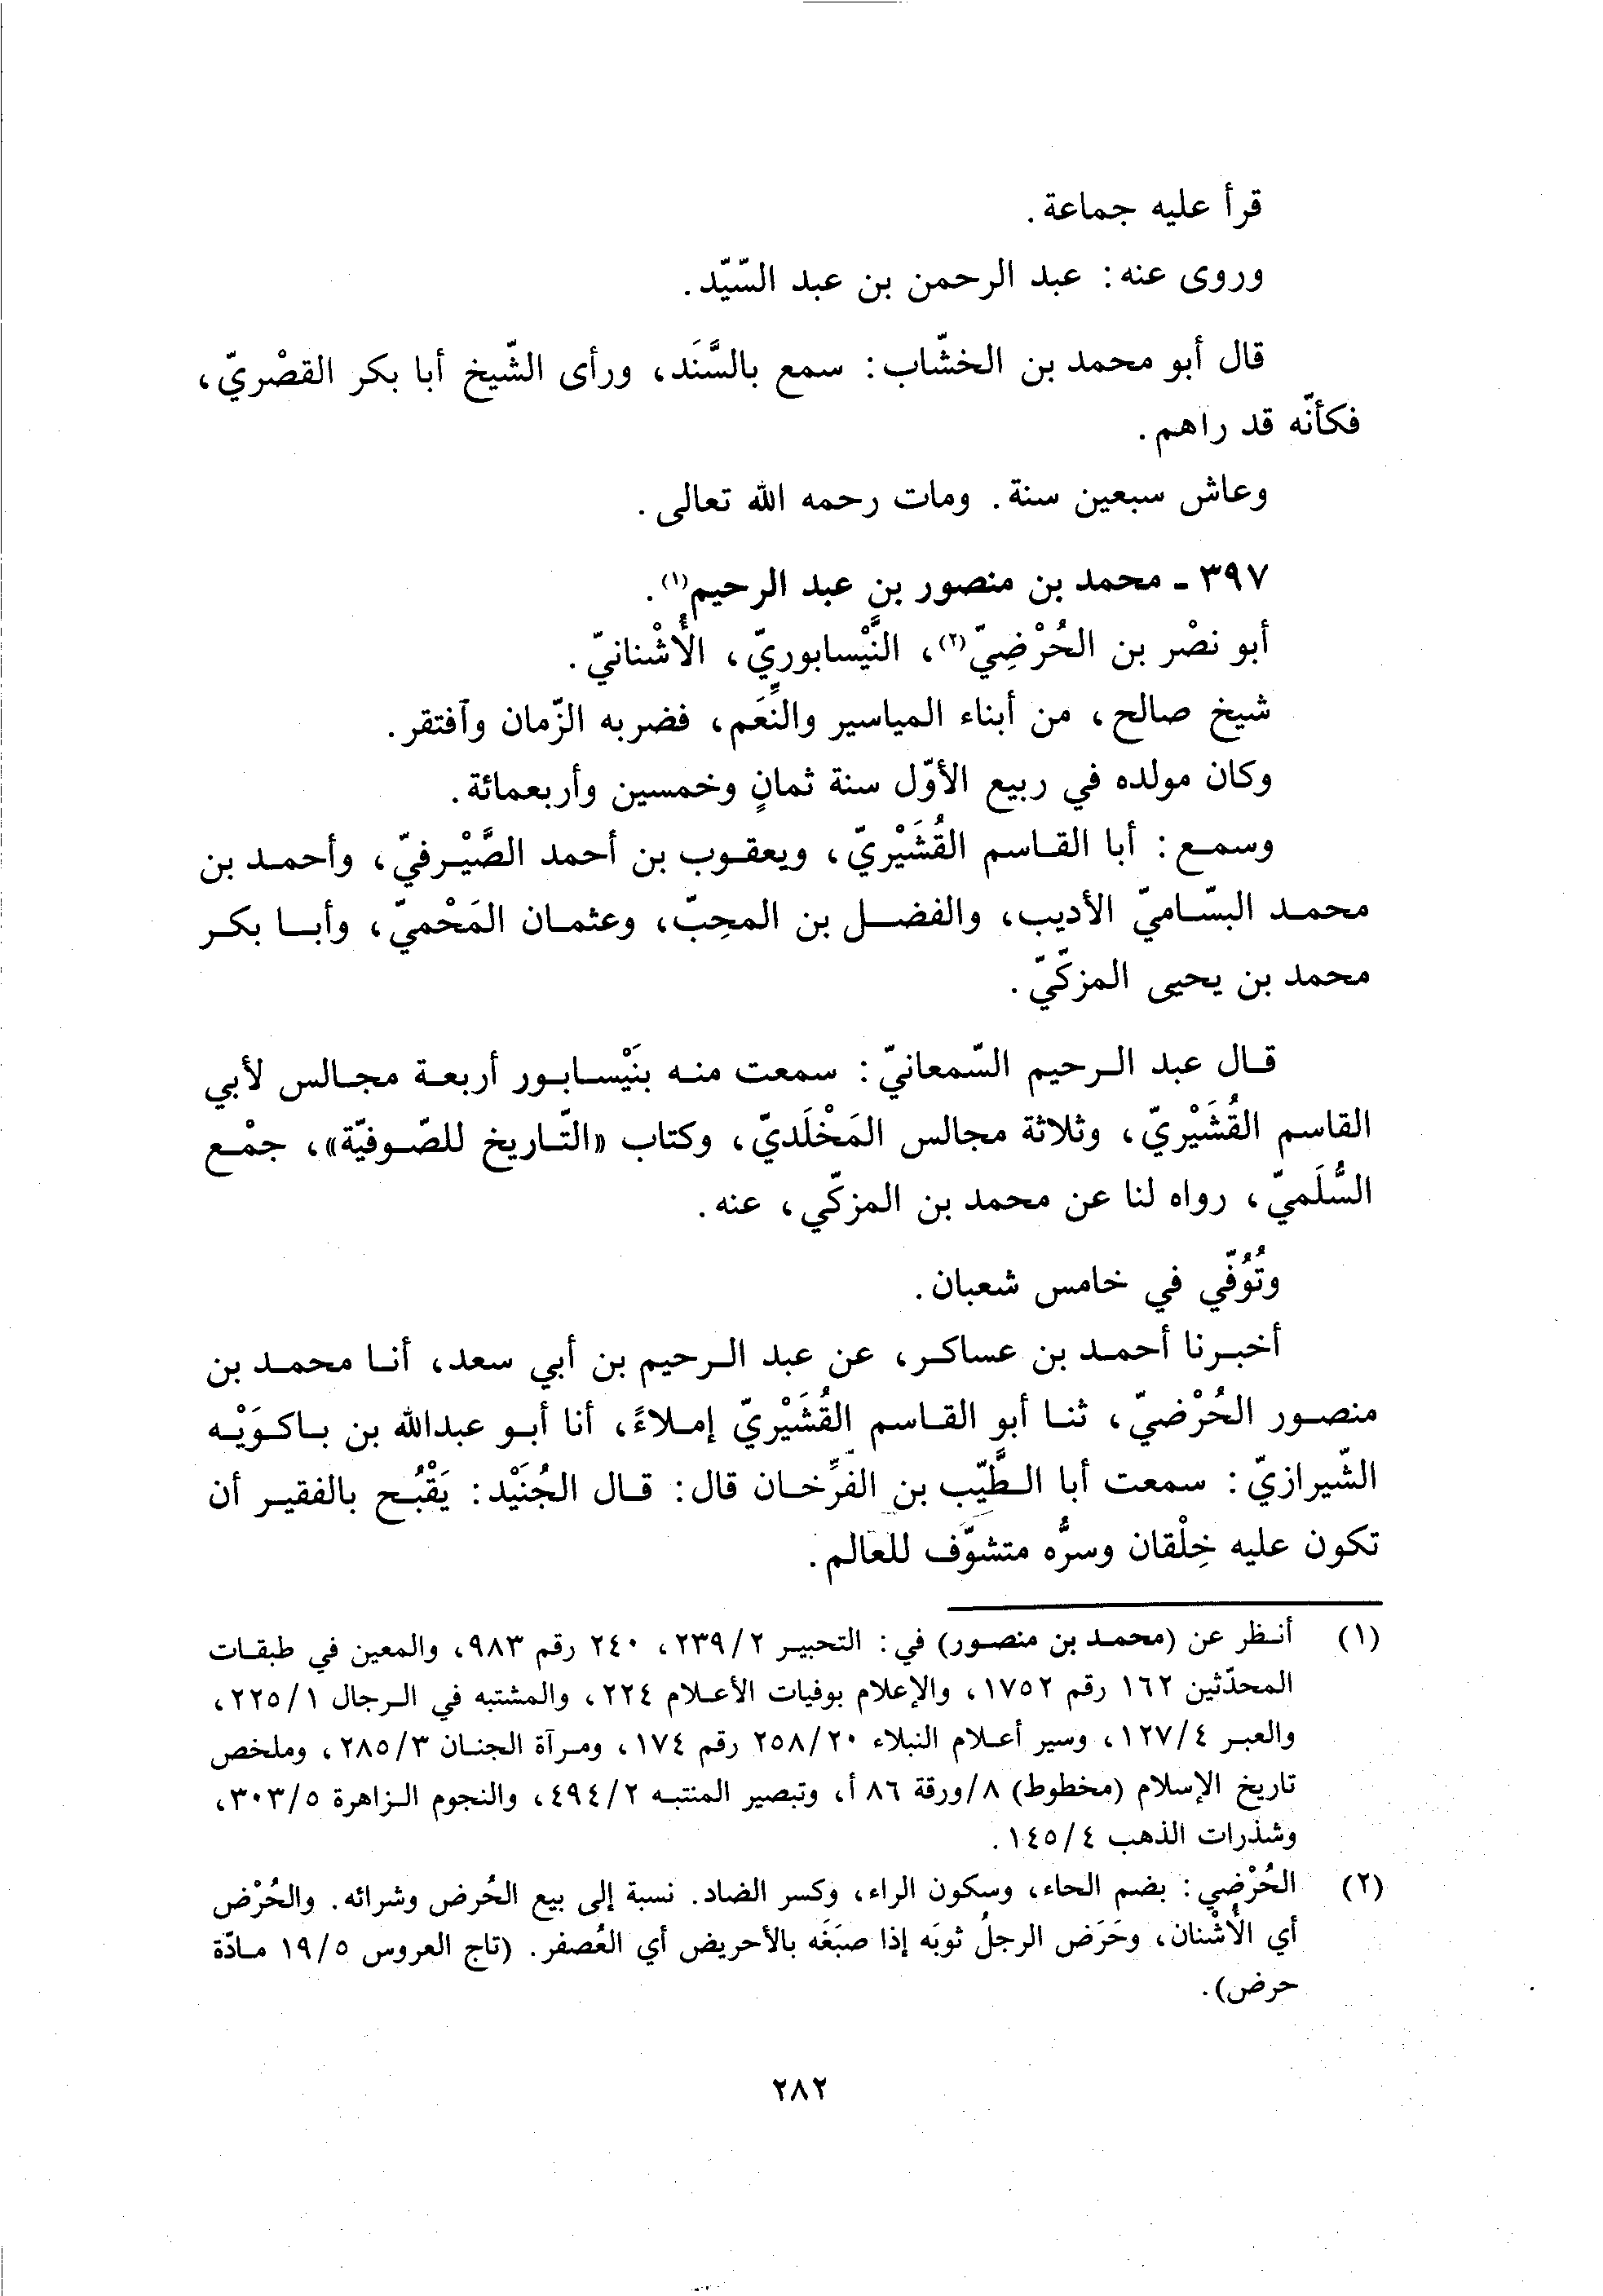 قرأ عليه جماعة.
وروى عنه: عبد الرحمن بن عبد السّيّد.
قال أبو محمد بن الخشّاب: سمع بالسَّنَد، ورأى الشّيخ أبا بكر القصْريّ،
فكأنّه قد راهم.
وعاش سبعين سنة. ومات رحمه الله تعالى.
٣٩٧ - محمد بن منصور بن عبد الرحيم(١).
أبو نصْر بن الحُرْضِيّ(٢)، النَّيْسابوريّ، الأُشْنانيّ.
شيخ صالح، من أبناء المياسير والنِّعَم، فضربه الزّمان وٱفتقر.
وكان مولده في ربيع الأوّل سنة ثمانٍ وخمسين وأربعمائة.
وسمع: أبا القاسم القُشَيْريّ، ويعقوب بن أحمد الصَّيْرفيّ، وأحمد بن
محمد البسّاميّ الأديب، والفضل بن المحِبّ، وعثمان المَحْميّ، وأبا بكر
محمد بن يحيى المزكّيّ.
قال عبد الرحيم السّمعانيّ: سمعت منه بنَيْسابور أربعة مجالس لأبي
القاسم القُشَيْريّ، وثلاثة مجالس المَخْلَديّ، وكتاب «التّاريخ للصّوفيّة»، جمْع
السُّلَميّ، رواه لنا عن محمد بن المزكّي، عنه.
وتُوُفّي في خامس شعبان.
أخبرنا أحمد بن عساكر، عن عبد الرحيم بن أبي سعد، أنا محمد بن
منصور الحُرْضيّ، ثنا أبو القاسم القُشَيْريّ إملاءً، أنا أبو عبدالله بن باكوَيْه
الشّيرازيّ: سمعت أبا الطَّيّب بن الفرِّخان قال: قال الجُنَيْد: يَقْبُح بالفقير أن
تكون عليه خِلْقان وسرُّه متشوّف للعالم.
(١) أنظر عن (محمد بن منصور) في: التحبير ٢٣٩/٢، ٢٤٠ رقم ٩٨٣، والمعين في طبقات
المحدّثين ١٦٢ رقم ١٧٥٢، والإعلام بوفيات الأعلام ٢٢٤، والمشتبه في الرجال ٢٢٥/١،
والعبر ١٢٧/٤، وسير أعلام النبلاء ٢٥٨/٢٠ رقم ١٧٤، ومرآة الجنان ٢٨٥/٣، وملخص
تاريخ الإسلام (مخطوط) ٨/ورقة ٨٦ أ، وتبصير المنتبه ٤٩٤/٢، والنجوم الزاهرة ٣٠٣/٥،
وشذرات الذهب ١٤٥/٤.
(٢) الحُرْضي: بضم الحاء، وسكون الراء، وكسر الضاد. نسبة إلى بيع الحُرض وشرائه. والحُرْض
أي الأُشْنان، وحَرَض الرجلُ ثوبَه إذا صبَغَه بالأحريض أي العُصفر. (تاج العروس ١٩/٥ مادّة
حرض).
٢٨٢